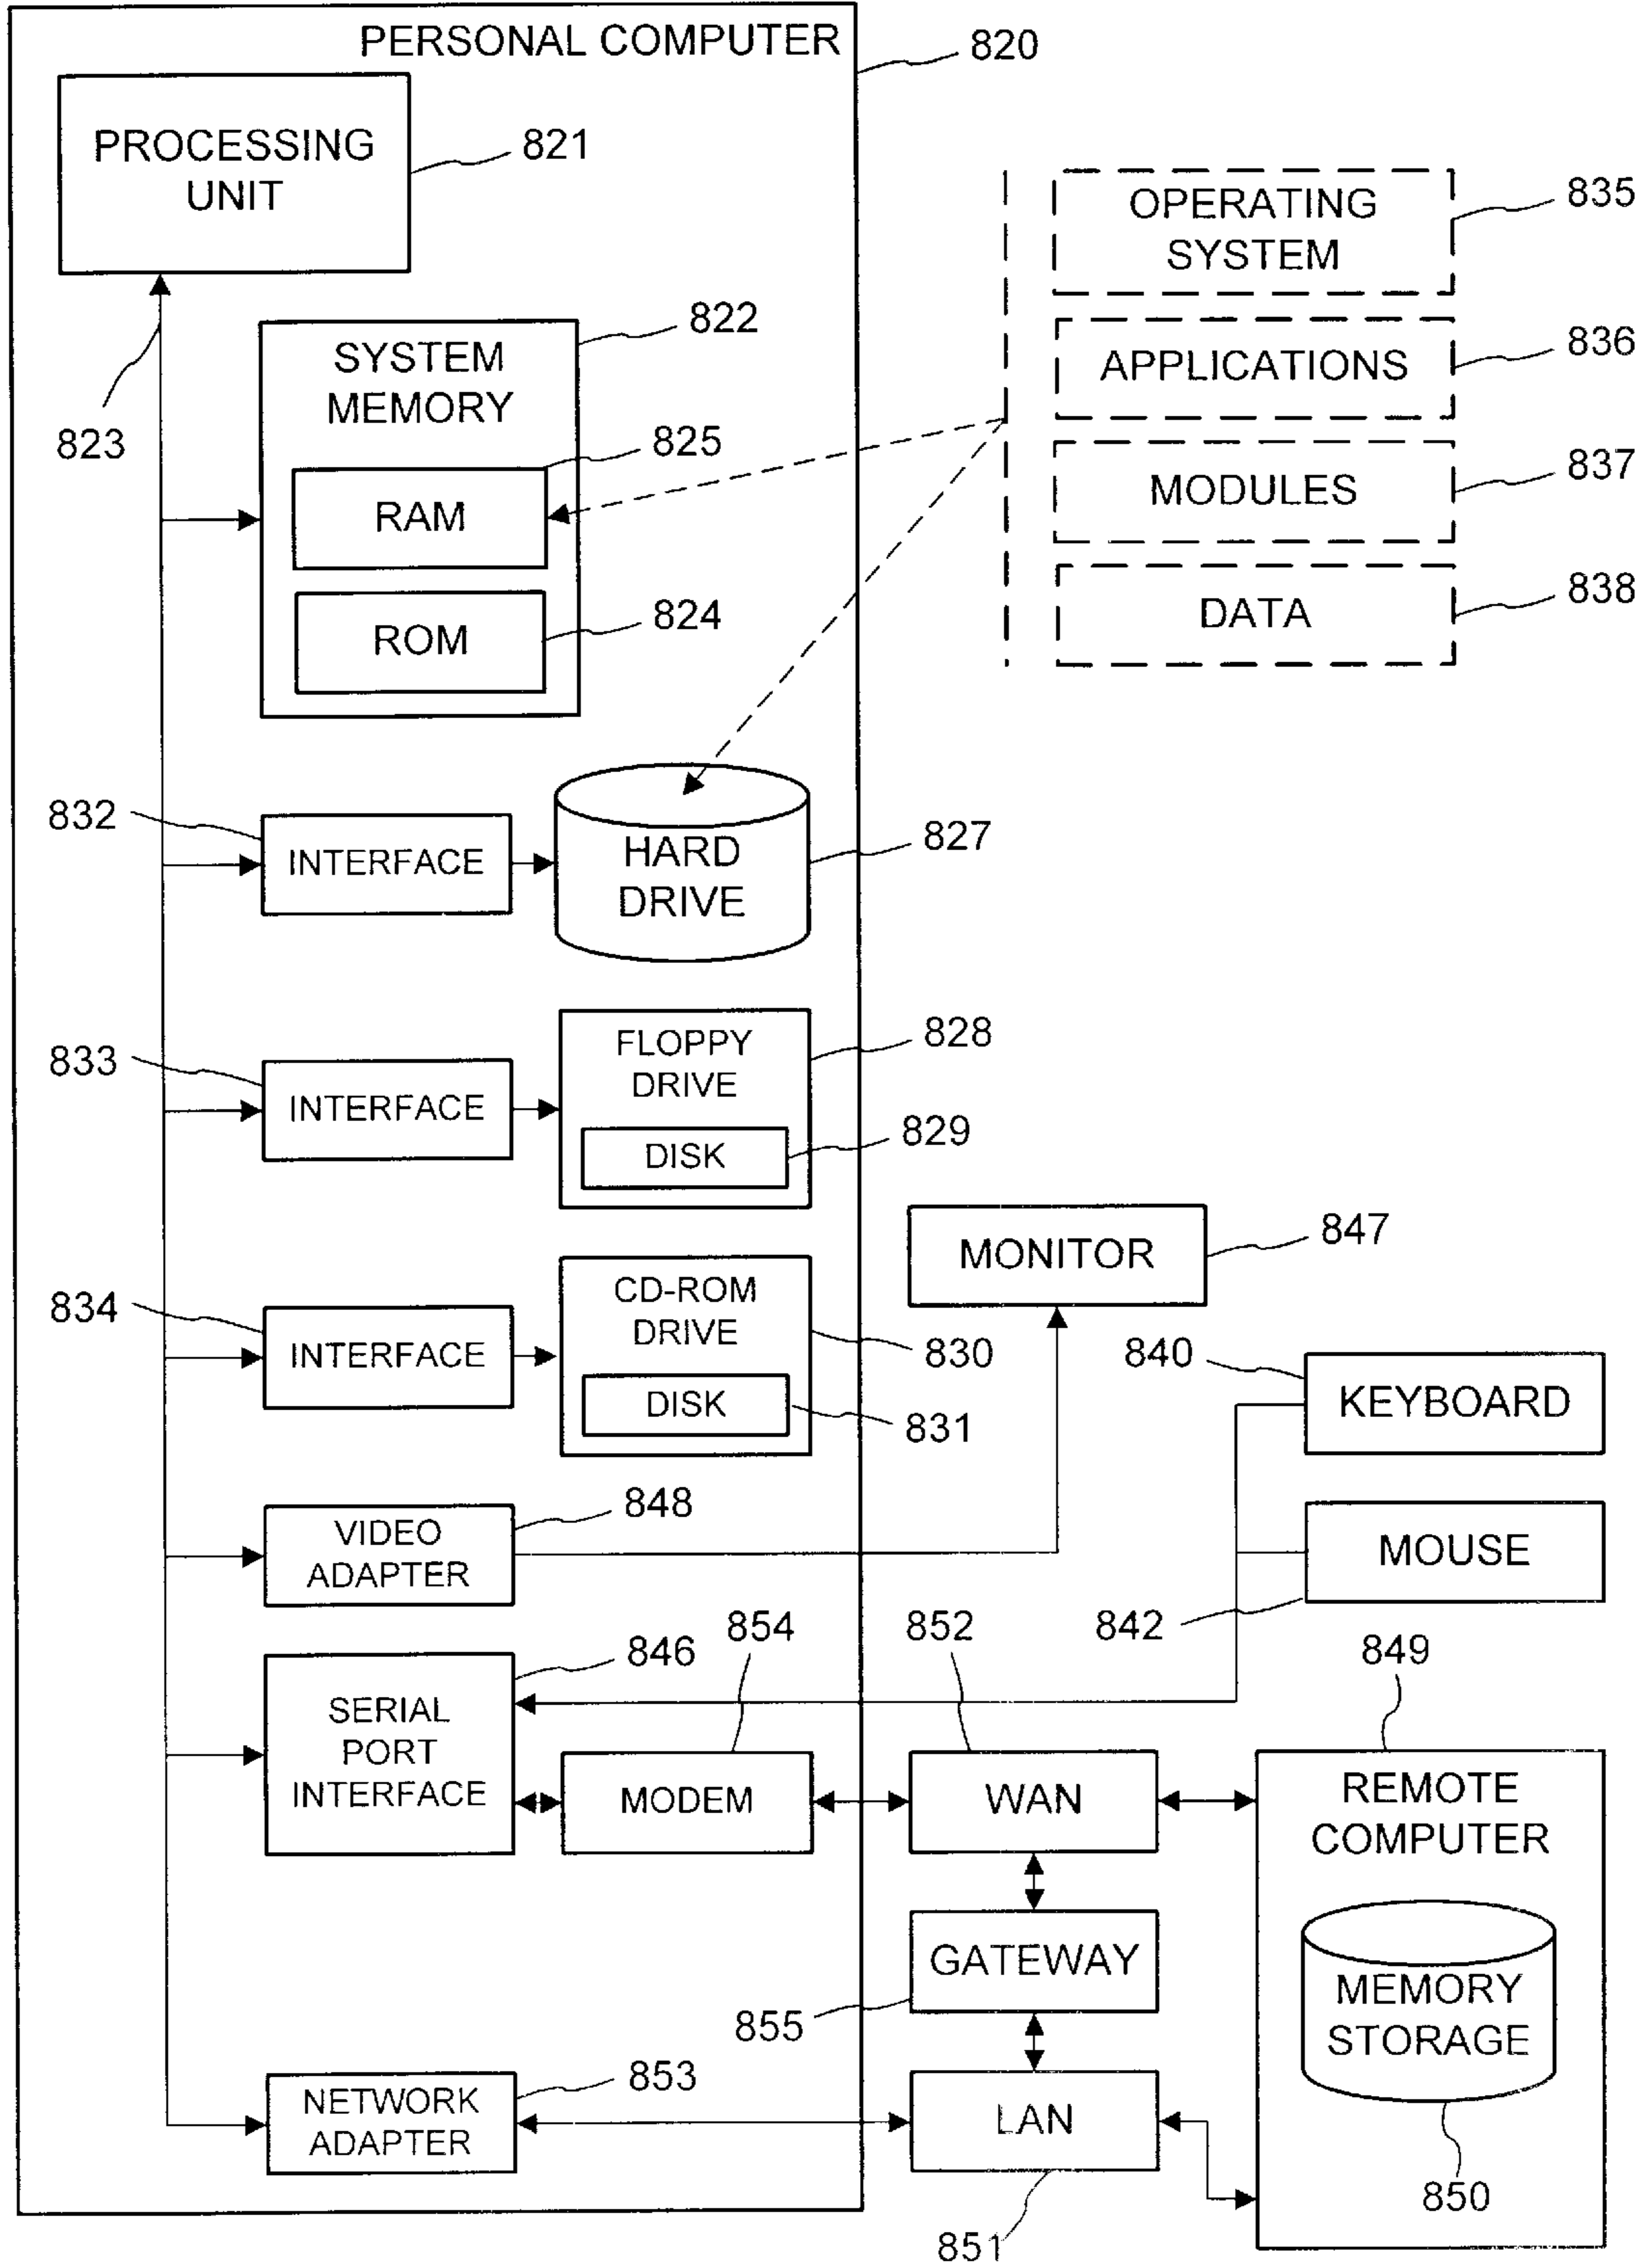 PERSONAL COMPUTER
820
PROCESSING
UNIT
821
823
SYSTEM
MEMORY
822
RAM
825
ROM
824
OPERATING
SYSTEM
835
APPLICATIONS
836
MODULES
837
DATA
838
832
INTERFACE
HARD
DRIVE
827
833
INTERFACE
FLOPPY
DRIVE
828
DISK
829
834
INTERFACE
CD-ROM
DRIVE
830
DISK
831
MONITOR
847
840
KEYBOARD
MOUSE
842
VIDEO
ADAPTER
848
SERIAL
PORT
INTERFACE
846
854
MODEM
852
WAN
849
REMOTE
COMPUTER
MEMORY
STORAGE
850
GATEWAY
855
NETWORK
ADAPTER
853
LAN
851